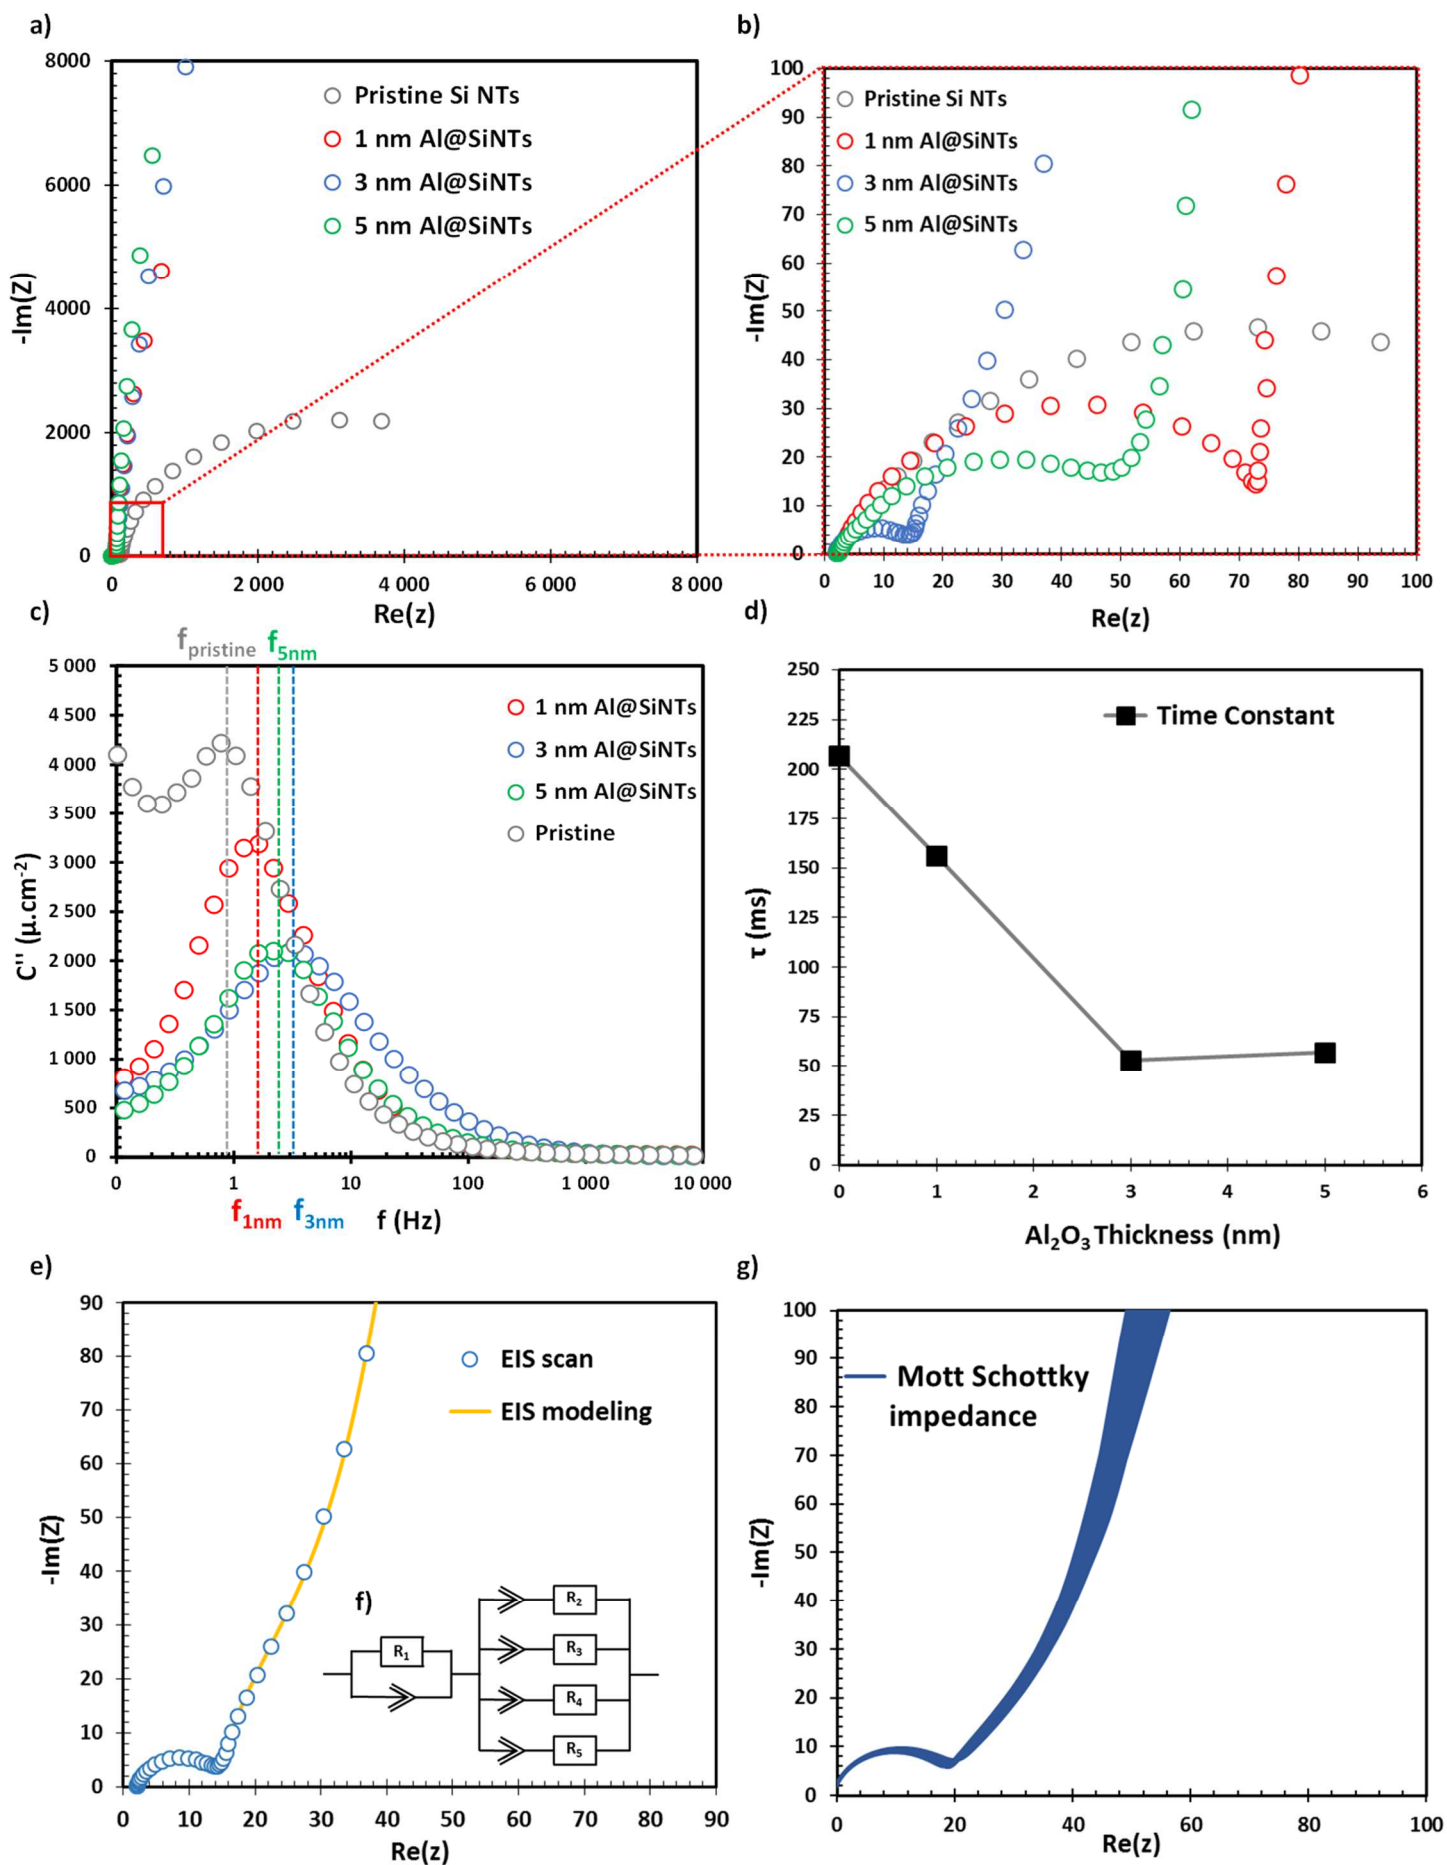 a)
8000
6000
4000
2000
0
-Im(Z)
Pristine Si NTs
1 nm Al@SiNTs
3 nm Al@SiNTs
5 nm Al@SiNTs
0 2 000 4 000 6 000 8 000
Re(z)
b)
100
90
80
70
60
50
40
30
20
10
0
-Im(Z)
Pristine Si NTs
1 nm Al@SiNTs
3 nm Al@SiNTs
5 nm Al@SiNTs
0 10 20 30 40 50 60 70 80 90 100
Re(z)
c)
fpristine f5nm
5 000
4 500
4 000
3 500
3 000
2 500
2 000
1 500
1 000
500
0
C'' (µ.cm-2)
1 nm Al@SiNTs
3 nm Al@SiNTs
5 nm Al@SiNTs
Pristine
0 1 10 100 1 000 10 000
f1nm f3nm f (Hz)
d)
250
225
200
175
150
125
100
75
50
25
0
τ (ms)
Time Constant
0 1 2 3 4 5 6
Al2O3 Thickness (nm)
e)
90
80
70
60
50
40
30
20
10
0
-Im(Z)
EIS scan
EIS modeling
f)
R1
R2
R3
R4
R5
0 10 20 30 40 50 60 70 80 90
Re(z)
g)
100
90
80
70
60
50
40
30
20
10
0
-Im(Z)
Mott Schottky
impedance
0 20 40 60 80 100
Re(z)